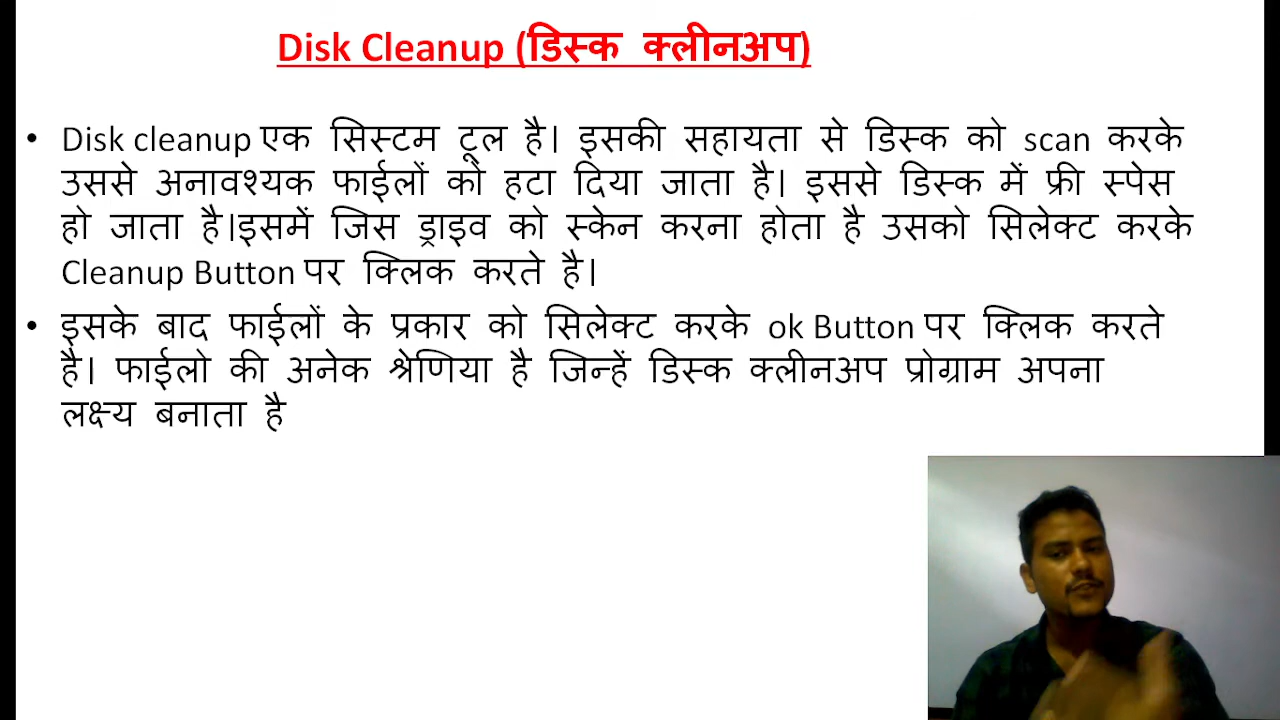 Disk Cleanup (डिस्क क्लीनअप)
• Disk cleanup एक सिस्टम टूल है। इसकी सहायता से डिस्क को scan करके
उससे अनावश्यक फाईलों को हटा दिया जाता है। इससे डिस्क में फ्री स्पेस
हो जाता है।इसमें जिस ड्राइव को स्केन करना होता है उसको सिलेक्ट करके
Cleanup Button पर क्लिक करते है।
• इसके बाद फाईलों के प्रकार को सिलेक्ट करके ok Button पर क्लिक करते
है। फाईलो की अनेक श्रेणिया है जिन्हें डिस्क क्लीनअप प्रोग्राम अपना
लक्ष्य बनाता है